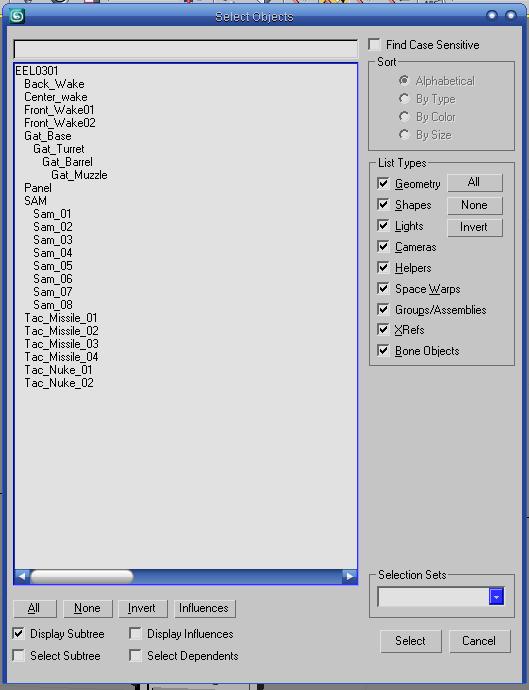 Select Objects
Find Case Sensitive
Sort
Alphabetical
By Type
By Color
By Size
EEL0301
Back_Wake
Center_wake
Front_Wake01
Front_Wake02
Gat_Base
Gat_Turret
Gat_Barrel
Gat_Muzzle
Panel
SAM
Sam_01
Sam_02
Sam_03
Sam_04
Sam_05
Sam_06
Sam_07
Sam_08
Tac_Missile_01
Tac_Missile_02
Tac_Missile_03
Tac_Missile_04
Tac_Nuke_01
Tac_Nuke_02
List Types
Geometry All
Shapes None
Lights Invert
Cameras
Helpers
Space Warps
Groups/Assemblies
XRefs
Bone Objects
Selection Sets
All None Invert Influences
Display Subtree Display Influences
Select Subtree Select Dependents
Select Cancel